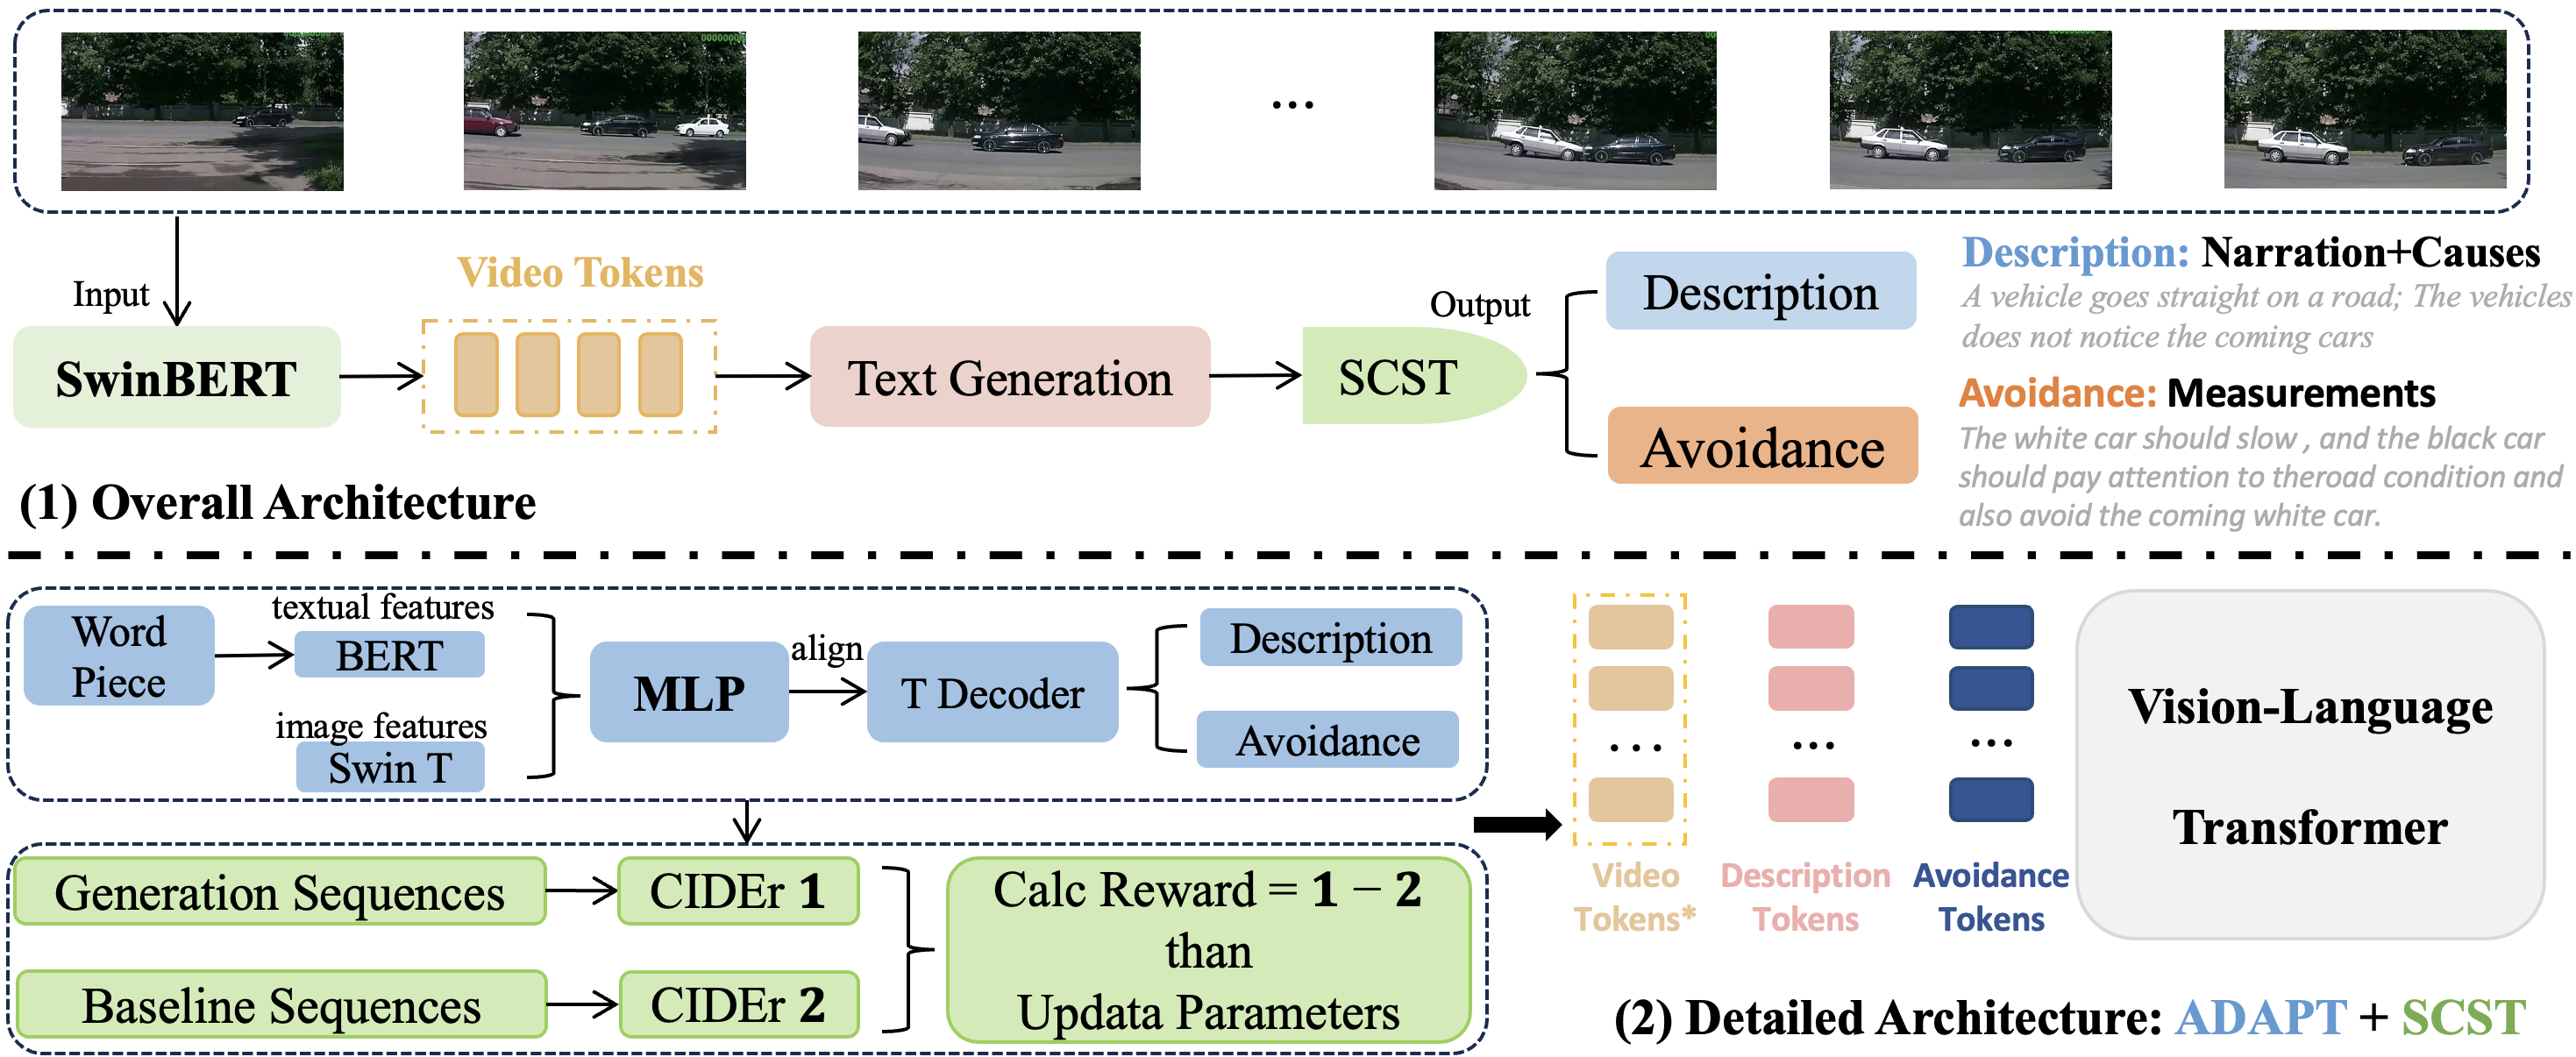 ...
Input
Video Tokens
SwinBERT
Text Generation
SCST
Output
Description
Avoidance
Description: Narration+Causes
A vehicle goes straight on a road; The vehicles
does not notice the coming cars
Avoidance: Measurements
The white car should slow , and the black car
should pay attention to theroad condition and
also avoid the coming white car.
(1) Overall Architecture
Word
Piece
textual features
BERT
image features
Swin T
MLP
align
T Decoder
Description
Avoidance
Generation Sequences
CIDEr 1
Baseline Sequences
CIDEr 2
Calc Reward = 1 − 2
than
Updata Parameters
...
...
...
Video
Tokens*
Description
Tokens
Avoidance
Tokens
Vision-Language
Transformer
(2) Detailed Architecture: ADAPT + SCST